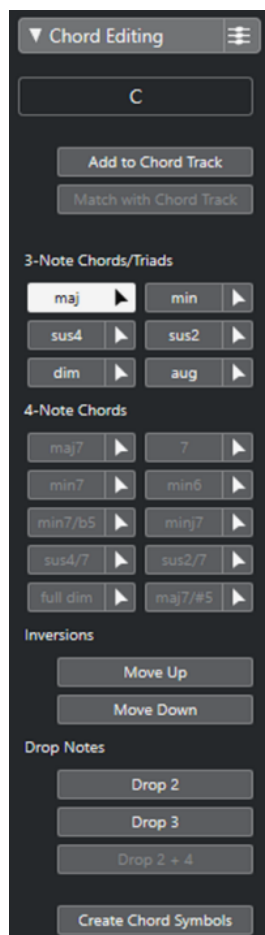 Chord Editing
C
Add to Chord Track
Match with Chord Track
3-Note Chords/Triads
maj min
sus4 sus2
dim aug
4-Note Chords
maj7 7
min7 min6
min7/b5 minj7
sus4/7 sus2/7
full dim maj7/#5
Inversions
Move Up
Move Down
Drop Notes
Drop 2
Drop 3
Drop 2 + 4
Create Chord Symbols